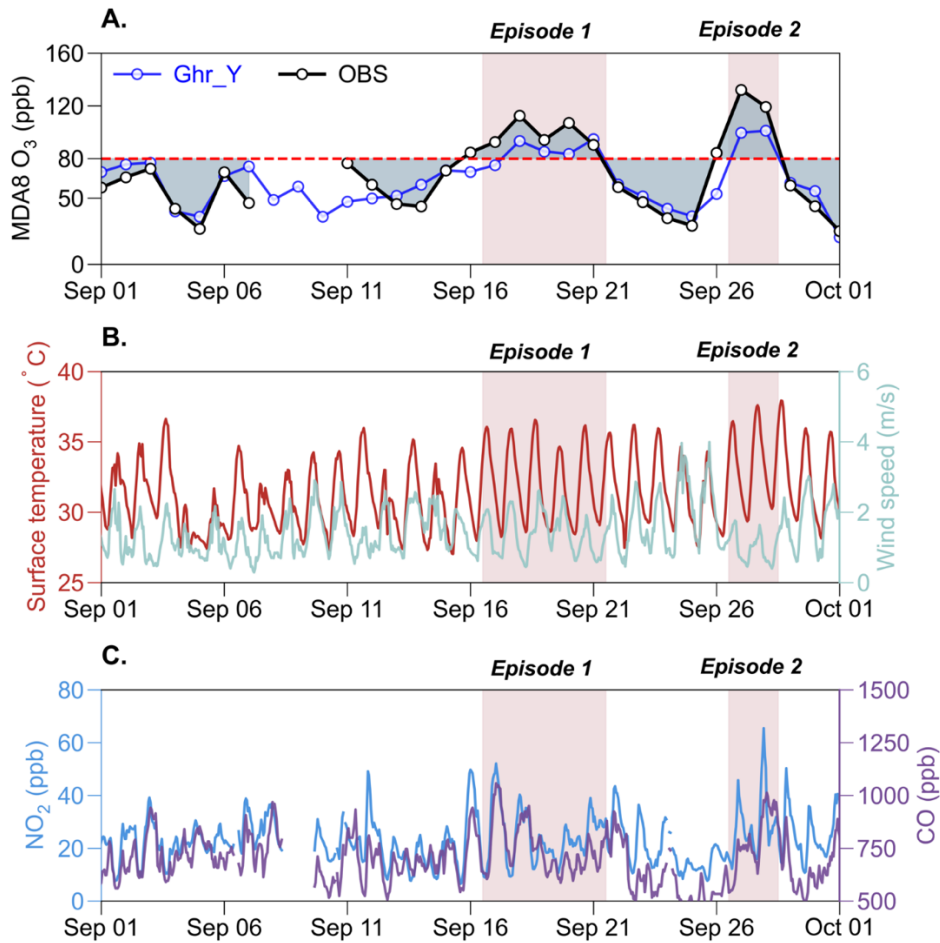 A.
Episode 1 Episode 2
Ghr_Y OBS
MDA8 O₃ (ppb)
160
120
80
50
0
Sep 01 Sep 06 Sep 11 Sep 16 Sep 21 Sep 26 Oct 01
B.
Episode 1 Episode 2
Surface temperature (°C)
40
35
30
25
6
4
2
0
Wind speed (m/s)
Sep 01 Sep 06 Sep 11 Sep 16 Sep 21 Sep 26 Oct 01
C.
Episode 1 Episode 2
NO₂ (ppb)
80
60
40
20
0
1500
1250
1000
750
500
CO (ppb)
Sep 01 Sep 06 Sep 11 Sep 16 Sep 21 Sep 26 Oct 01